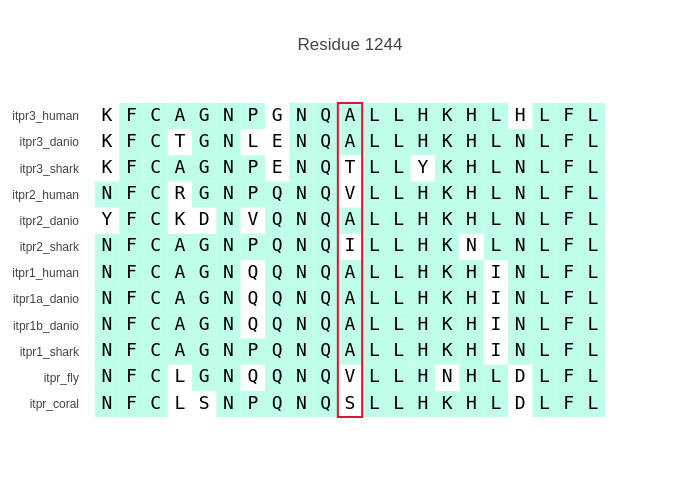 Residue 1244
itpr3_human K F C A G N P G N Q A L L H K H L H L F L
itpr3_danio K F C T G N L E N Q A L L H K H L N L F L
itpr3_shark K F C A G N P E N Q T L L Y K H L N L F L
itpr2_human N F C R G N P Q N Q V L L H K H L N L F L
itpr2_danio Y F C K D N V Q N Q A L L H K H L N L F L
itpr2_shark N F C A G N P Q N Q I L L H K N L N L F L
itpr1_human N F C A G N Q Q N Q A L L H K H I N L F L
itpr1a_danio N F C A G N Q Q N Q A L L H K H I N L F L
itpr1b_danio N F C A G N Q Q N Q A L L H K H I N L F L
itpr1_shark N F C A G N P Q N Q A L L H K H I N L F L
itpr_fly N F C L G N Q Q N Q V L L H N H L D L F L
itpr_coral N F C L S N P Q N Q S L L H K H L D L F L